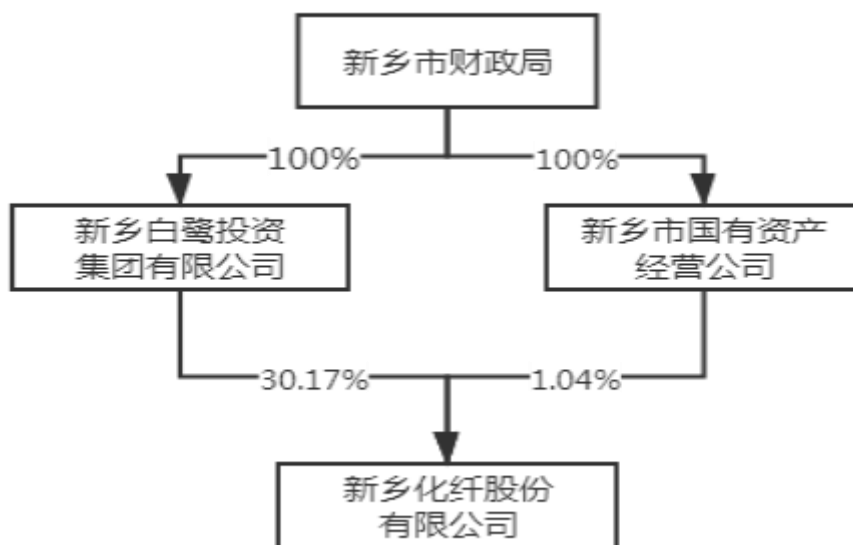 新乡市财政局
100%
100%
新乡白鹭投资
集团有限公司
新乡市国有资产
经营公司
30.17%
1.04%
新乡化纤股份
有限公司